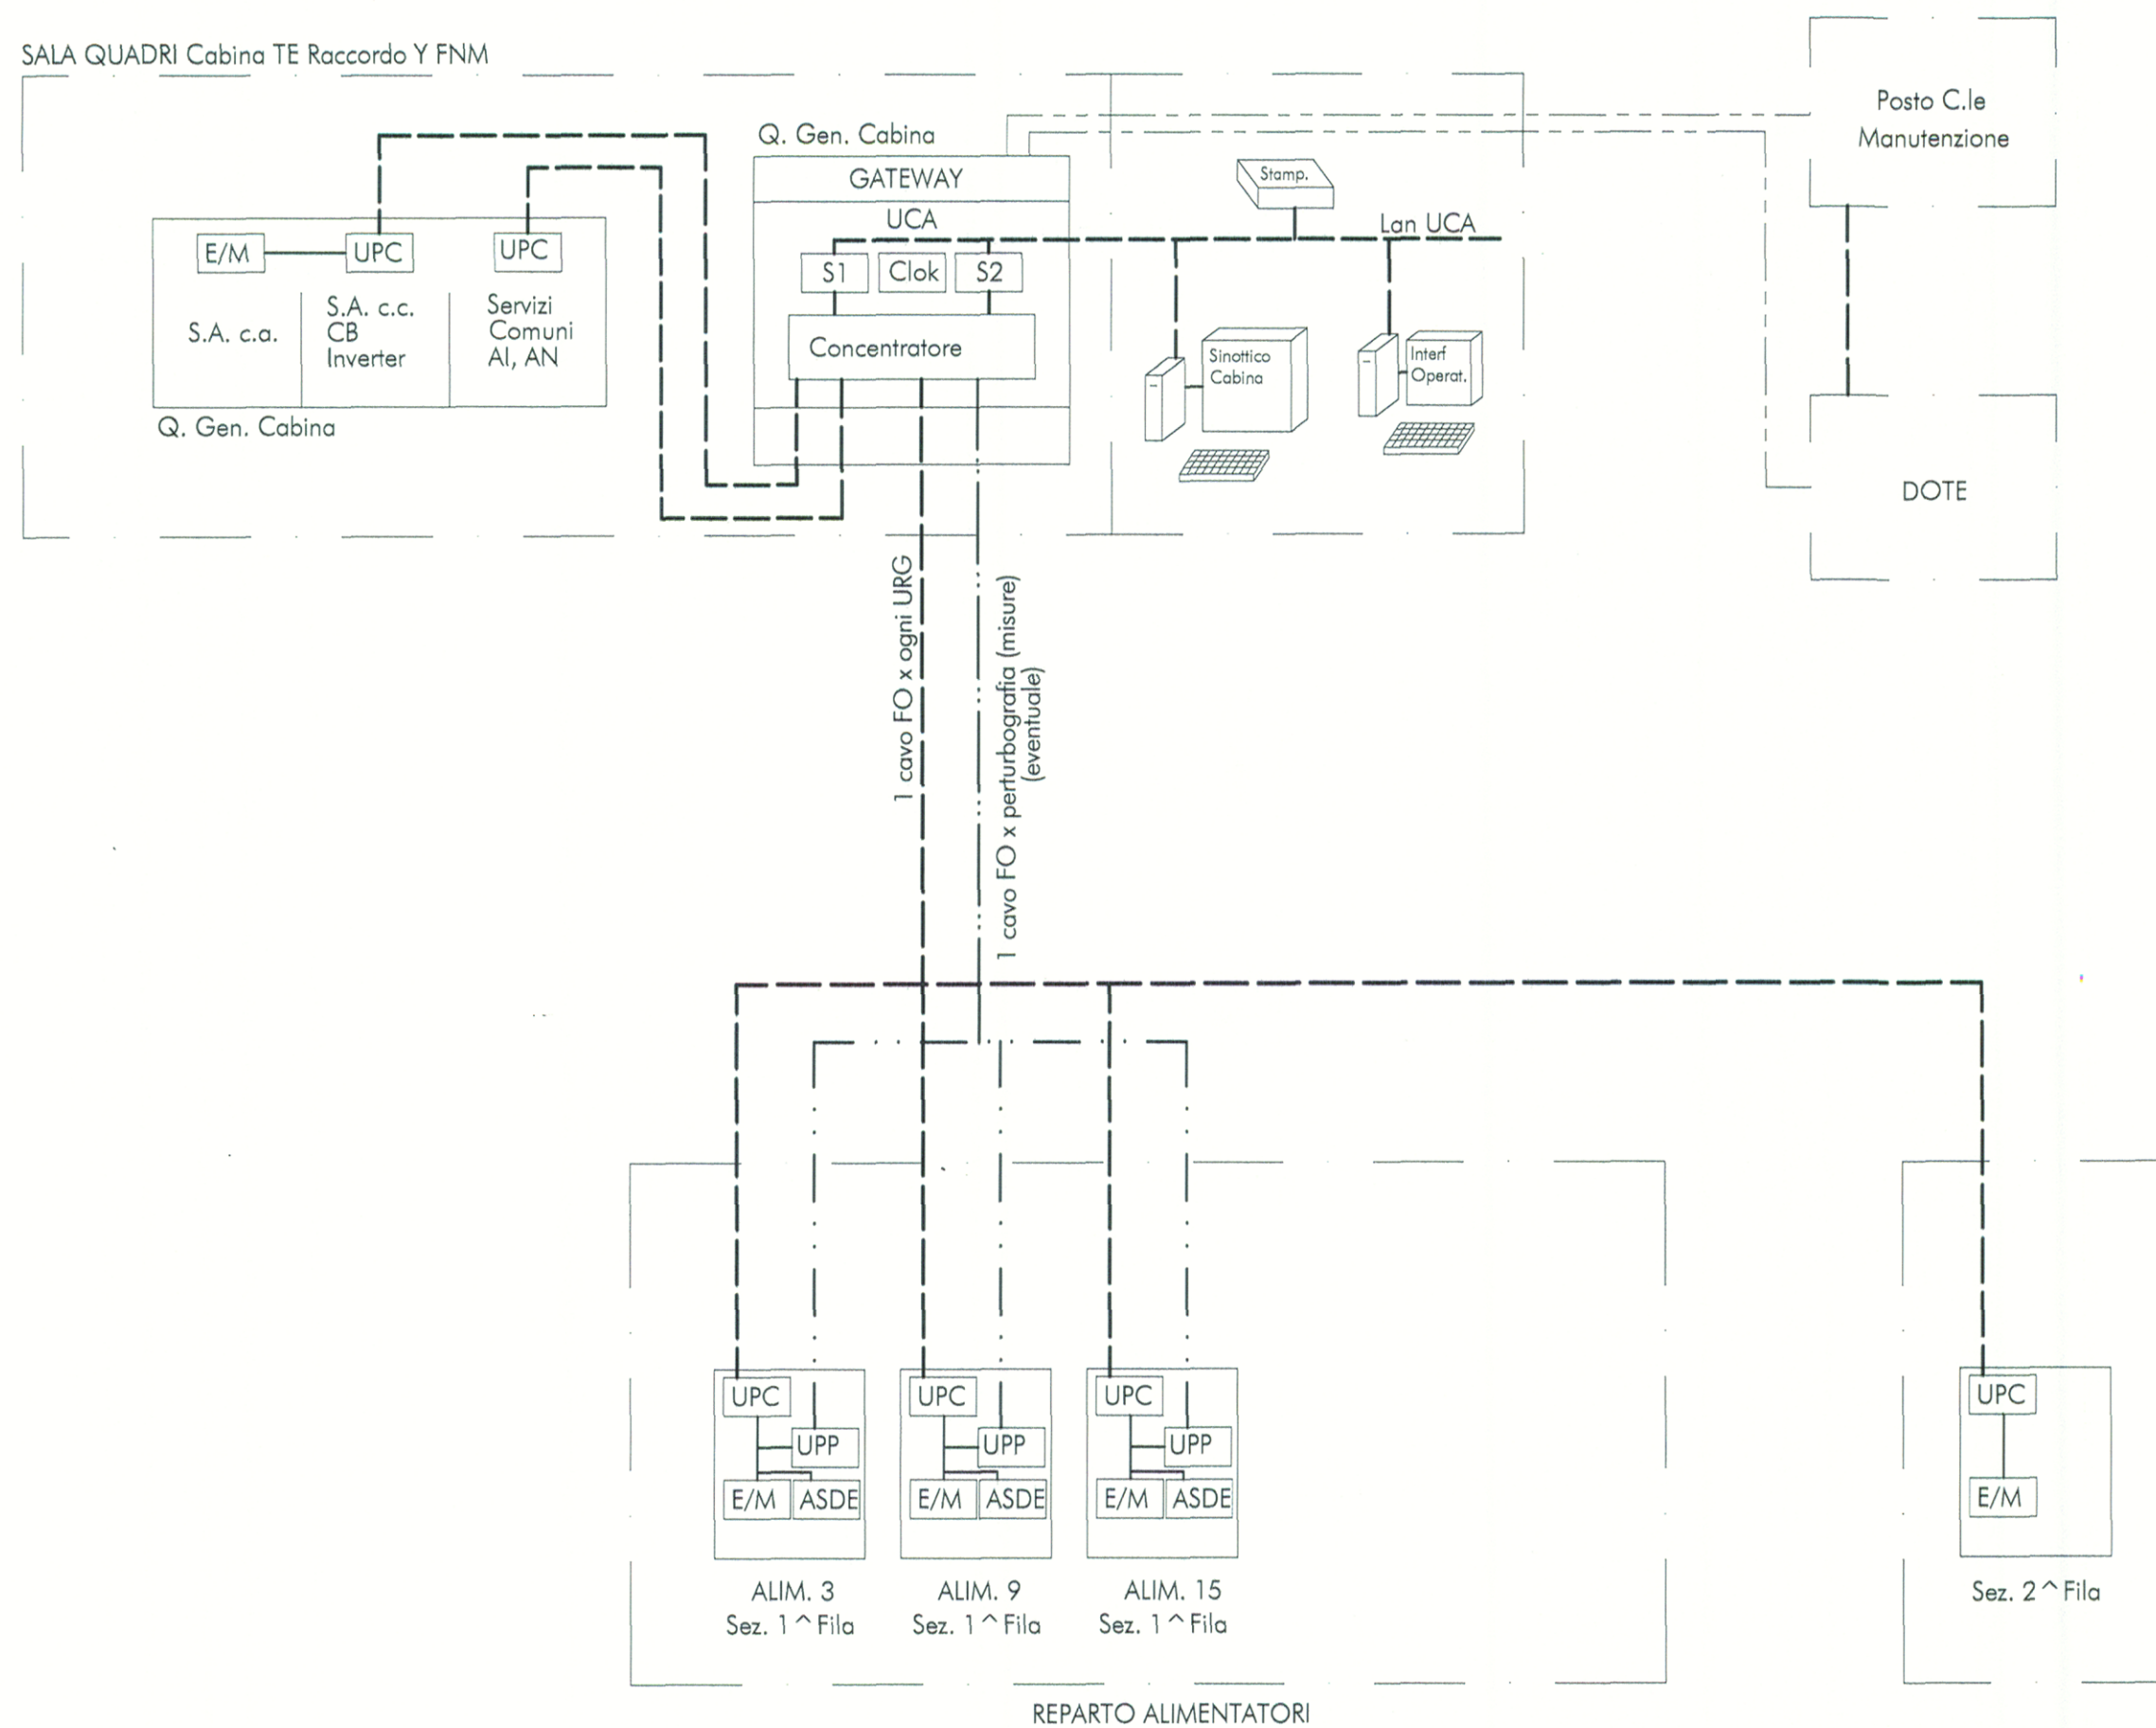 SALA QUADRI Cabina TE Raccordo Y FNM
Posto C.le
Manutenzione
Q. Gen. Cabina
GATEWAY
UCA
Stamp.
Lan UCA
E/M
UPC
UPC
S1
Clok
S2
S.A. c.a.
S.A. c.c.
CB
Inverter
Servizi
Comuni
AI, AN
Concentratore
Sinottico
Cabina
Interf
Operat.
Q. Gen. Cabina
DOTE
1 cavo FO x ogni URG
1 cavo FO x perturbografia (misure)
(eventuale)
UPC
UPP
E/M
ASDE
UPC
UPP
E/M
ASDE
UPC
UPP
E/M
ASDE
UPC
E/M
ALIM. 3
Sez. 1^Fila
ALIM. 9
Sez. 1^Fila
ALIM. 15
Sez. 1^Fila
Sez. 2^Fila
REPARTO ALIMENTATORI